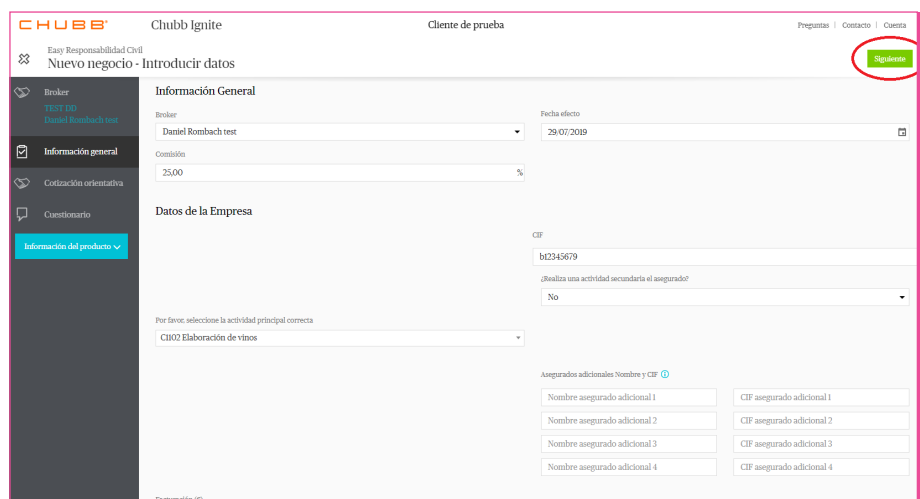 CHUBB
Chubb Ignite
Cliente de prueba
Preguntas | Contacto | Cuenta
Easy Responsabilidad Civil
Nuevo negocio - Introducir datos
Siguiente
Broker
TEST DD
Daniel Rombach test
Información general
Cotización orientativa
Cuestionario
Información del producto
Información General
Broker
Fecha efecto
Daniel Rombach test
29/07/2019
Comisión
25,00 %
Datos de la Empresa
CIF
b12345679
¿Realiza una actividad secundaria el asegurado?
No
Por favor, seleccione la actividad principal correcta
C1102 Elaboración de vinos
Asegurados adicionales Nombre y CIF
Nombre asegurado adicional 1
CIF asegurado adicional 1
Nombre asegurado adicional 2
CIF asegurado adicional 2
Nombre asegurado adicional 3
CIF asegurado adicional 3
Nombre asegurado adicional 4
CIF asegurado adicional 4